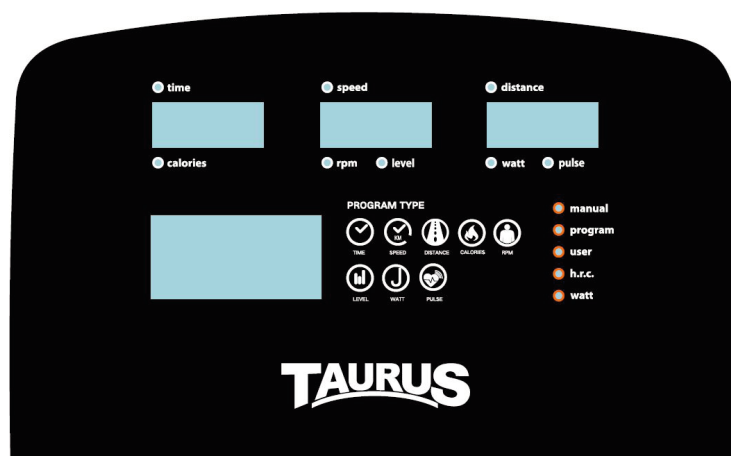 time speed distance
calories rpm level watt pulse
PROGRAM TYPE
KM
TIME SPEED DISTANCE CALORIES RPM
LEVEL WATT PULSE
manual
program
user
h.r.c.
watt
TAURUS